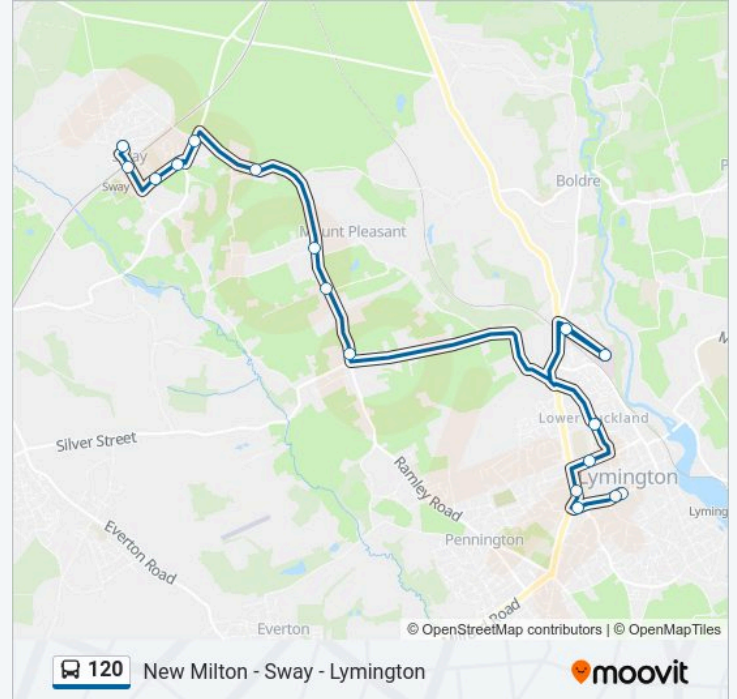 Boldre
Sway
Sway
Mount Pleasant
Lower Buckland
Silver Street
Lymington
Ramley Road
Lyming
Everton Road
Pennington
Everton
Road
© OpenStreetMap contributors | © OpenMapTiles
120 New Milton - Sway - Lymington moovit